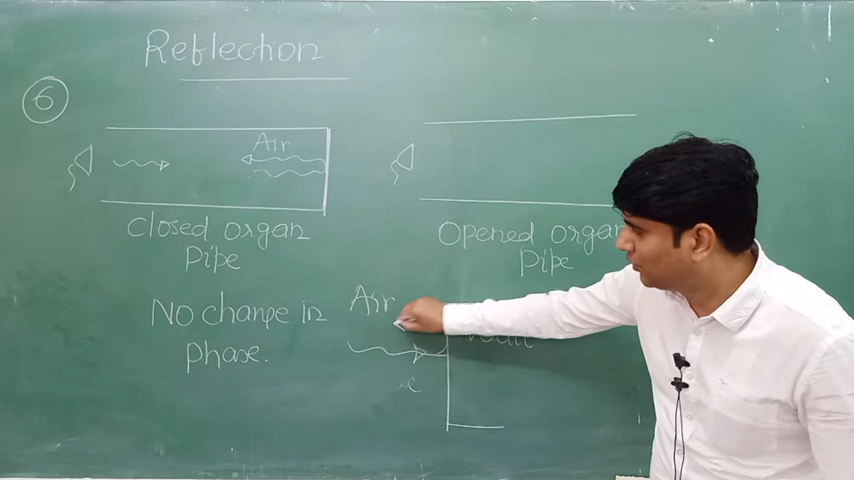 Reflection
6
Air
closed organ
Pipe
opened organ
Pipe
No change in
phase.
Air
x